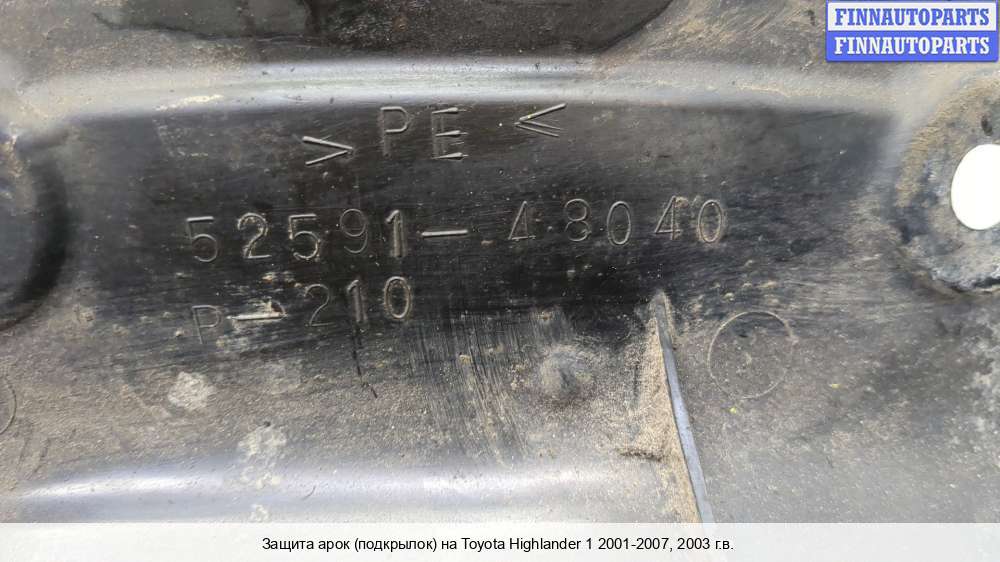 FINNAUTOPARTS
FINNAUTOPARTS
> PE <
52591-48040
P-210
Защита арок (подкрылок) на Toyota Highlander 1 2001-2007, 2003 г.в.